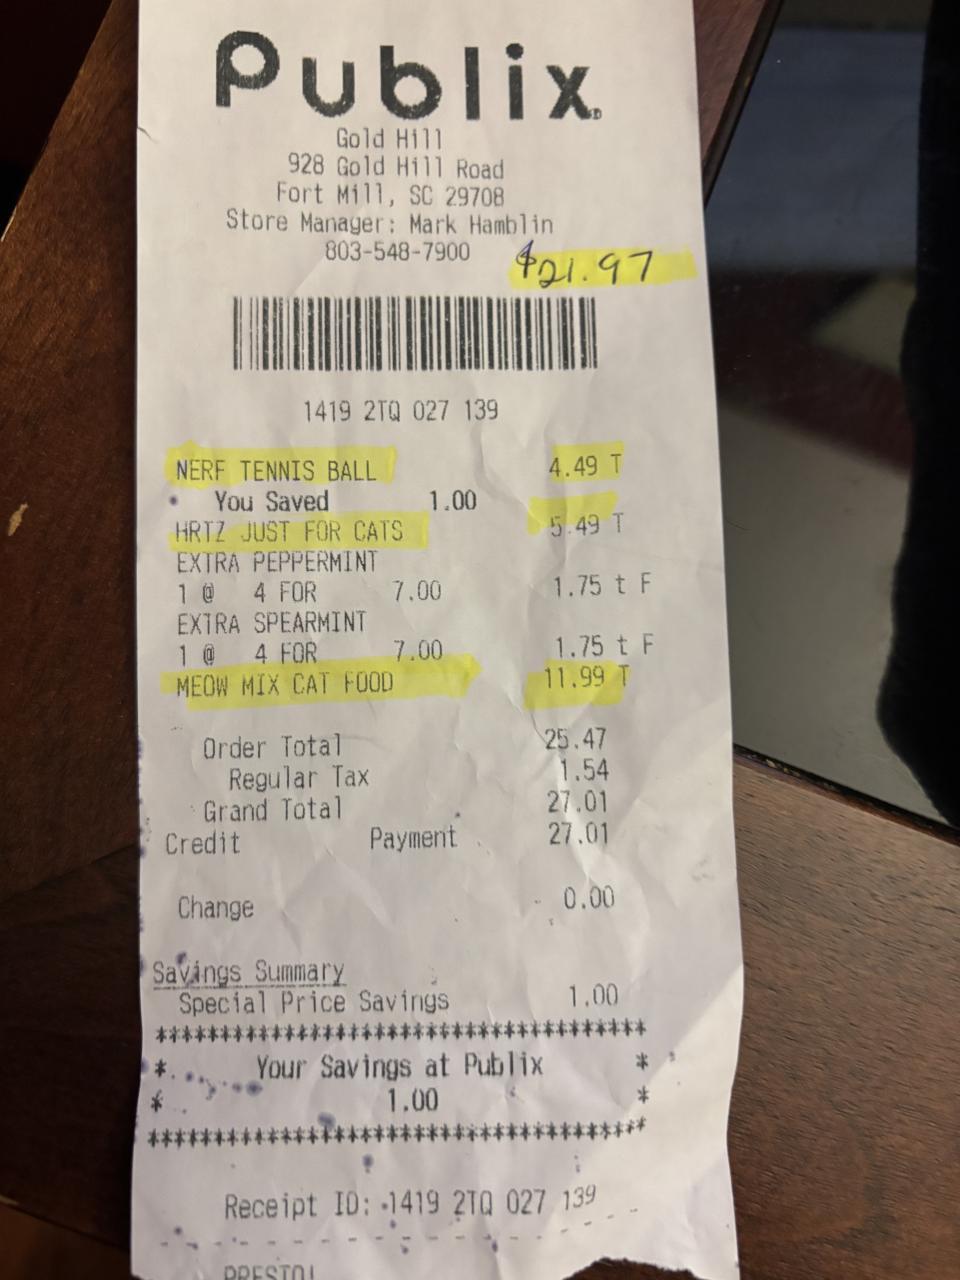 Publix
Gold Hill
928 Gold Hill Road
Fort Mill, SC 29708
Store Manager: Mark Hamblin
803-548-7900
$21.97
1419 2TQ 027 139
NERF TENNIS BALL 4.49 T
You Saved 1.00
HRTZ JUST FOR CATS 5.49 T
EXTRA PEPPERMINT
1 @ 4 FOR 7.00 1.75 t F
EXTRA SPEARMINT
1 @ 4 FOR 7.00 1.75 t F
MEOW MIX CAT FOOD 11.99 T
Order Total 25.47
Regular Tax 1.54
Grand Total 27.01
Credit Payment 27.01
Change 0.00
Savings Summary
Special Price Savings 1.00
**************************************
* Your Savings at Publix *
* 1.00 *
**************************************
Receipt ID: 1419 2TQ 027 139
PRESTO!